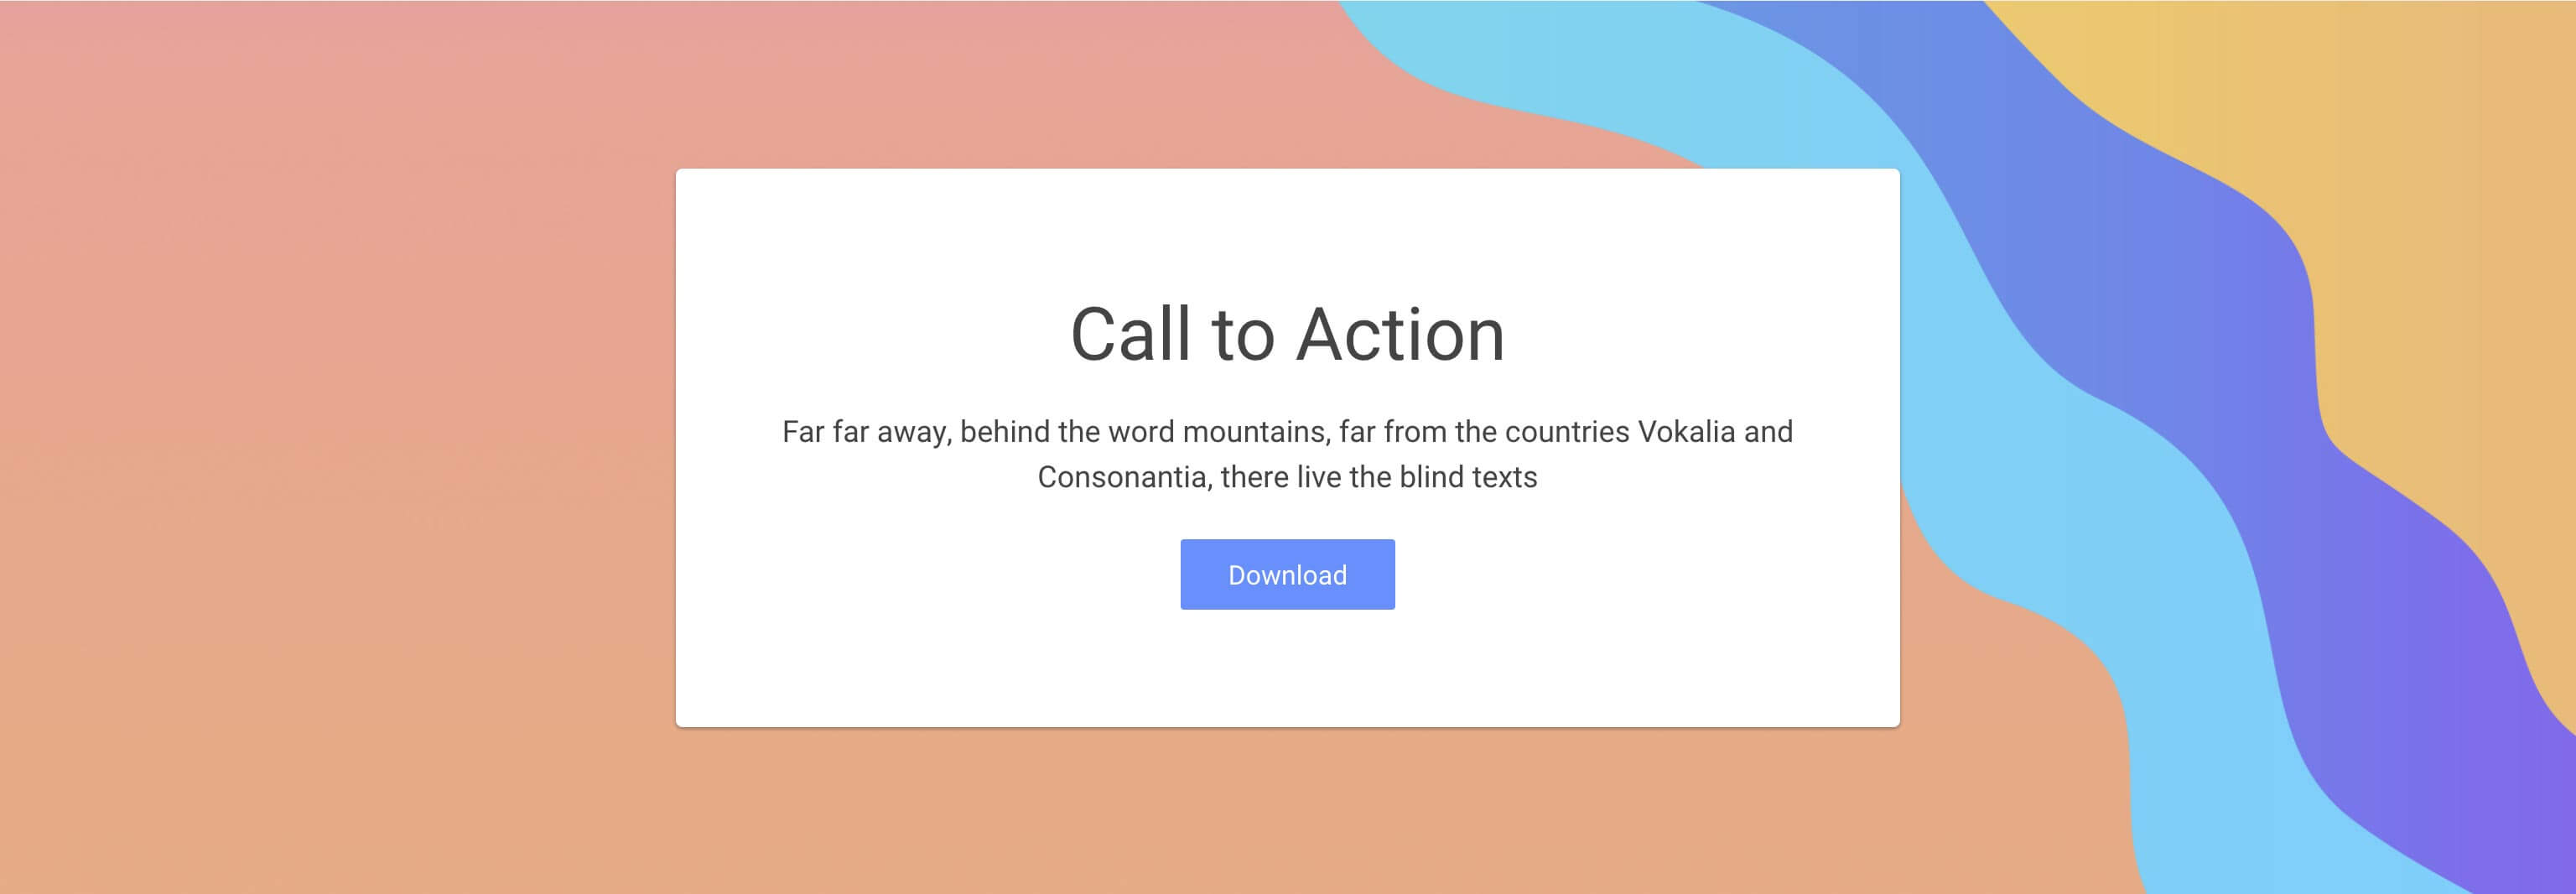 Call to Action
Far far away, behind the word mountains, far from the countries Vokalia and
Consonantia, there live the blind texts
Download